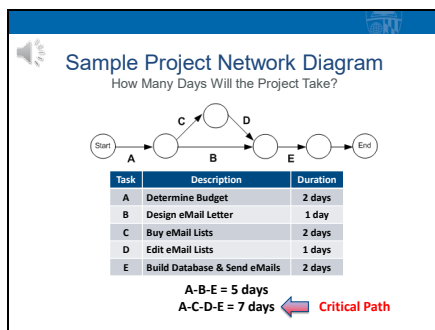 Sample Project Network Diagram
How Many Days Will the Project Take?
C
D
Start
End
A
B
E
Task Description Duration
A Determine Budget 2 days
B Design eMail Letter 1 day
C Buy eMail Lists 2 days
D Edit eMail Lists 1 days
E Build Database & Send eMails 2 days
A-B-E = 5 days
A-C-D-E = 7 days Critical Path